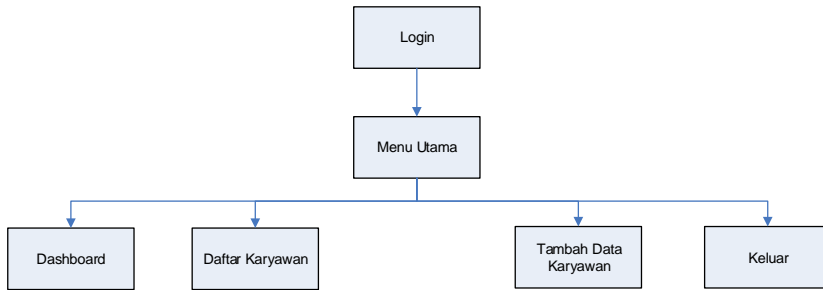 Login
Menu Utama
Dashboard
Daftar Karyawan
Tambah Data
Karyawan
Keluar